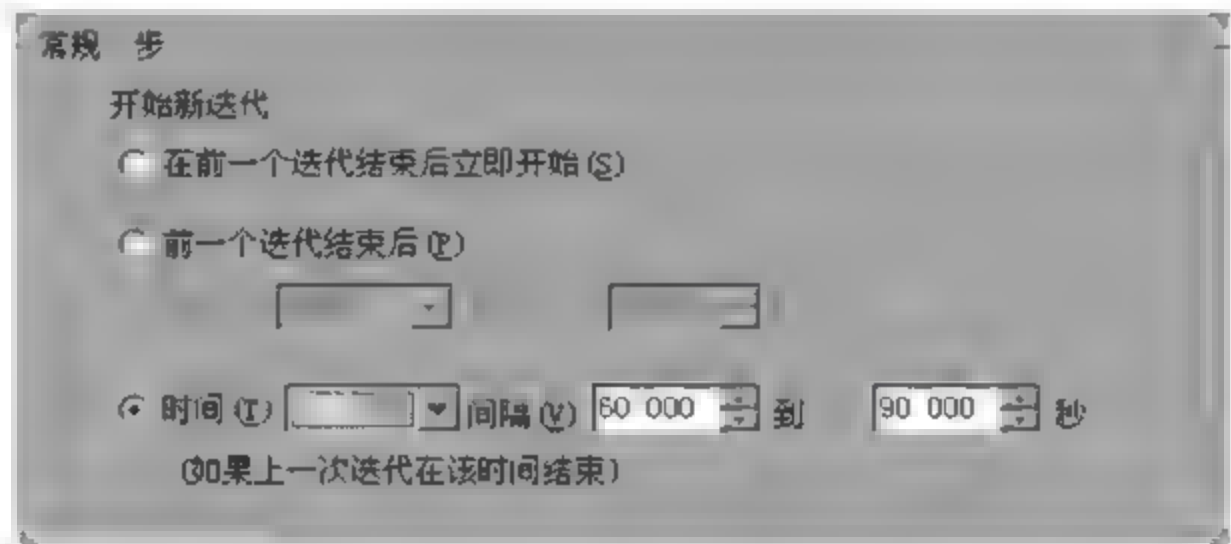 常规 步
开始新迭代
在前一个迭代结束后立即开始(S)
前一个迭代结束后(P)
时间(T) 间隔(V) 60 000 到 90 000 秒
(如果上一次迭代在该时间结束)